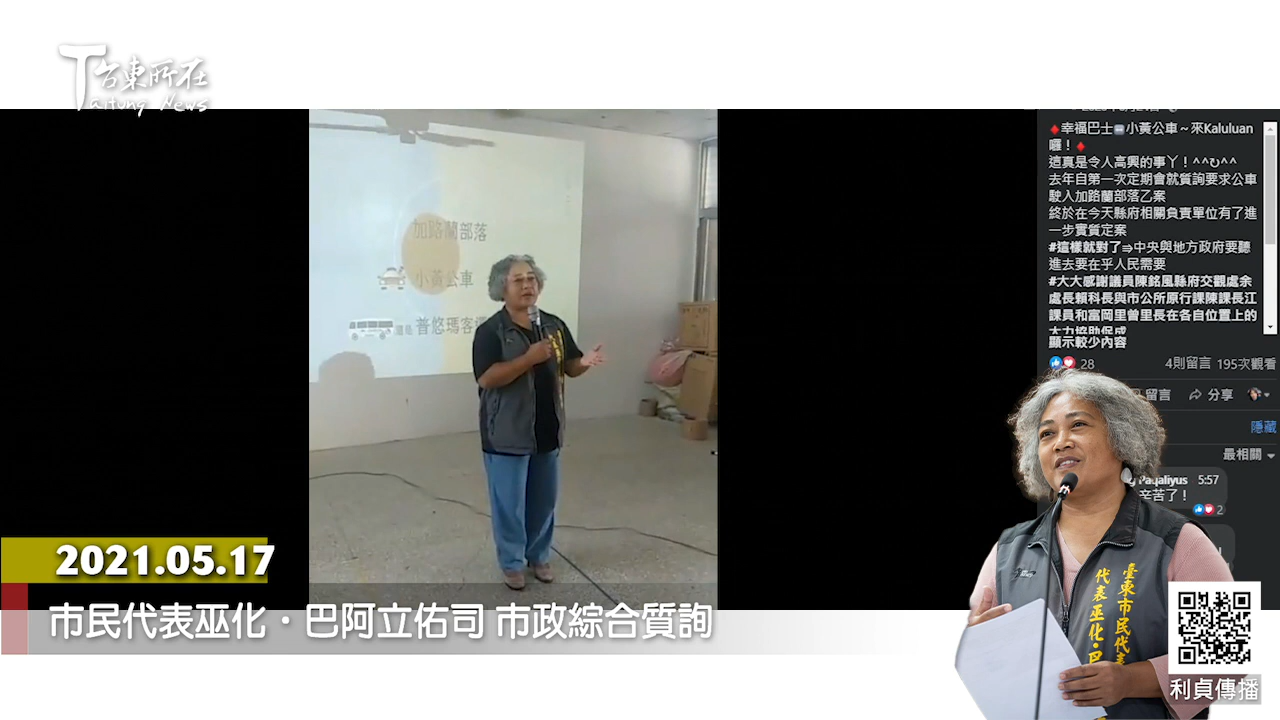 台東所在
Taitung News
加路蘭部落
小黃公車
還是 普悠瑪客運
♦幸福巴士🚍小黃公車～來Kaluluan
囉！♦
這真是令人高興的事丫！^^↻^^
去年自第一次定期會就質詢要求公車
駛入加路蘭部落乙案
終於在今天縣府相關負責單位有了進
一步實質定案
#這樣就對了⇒中央與地方政府要聽
進去要在乎人民需要
#大大感謝議員陳銘風縣府交觀處余
處長賴科長與市公所原行課陳課長江
課員和富岡里曾里長在各自位置上的
大力協助促成
顯示較少內容
28
4則留言 195次觀看
留言
分享
隱藏
最相關
Paqaliyus 5:57
辛苦了！
2
2021.05.17
市民代表巫化・巴阿立佑司 市政綜合質詢
臺東市民代表
代表巫化・巴
利貞傳播